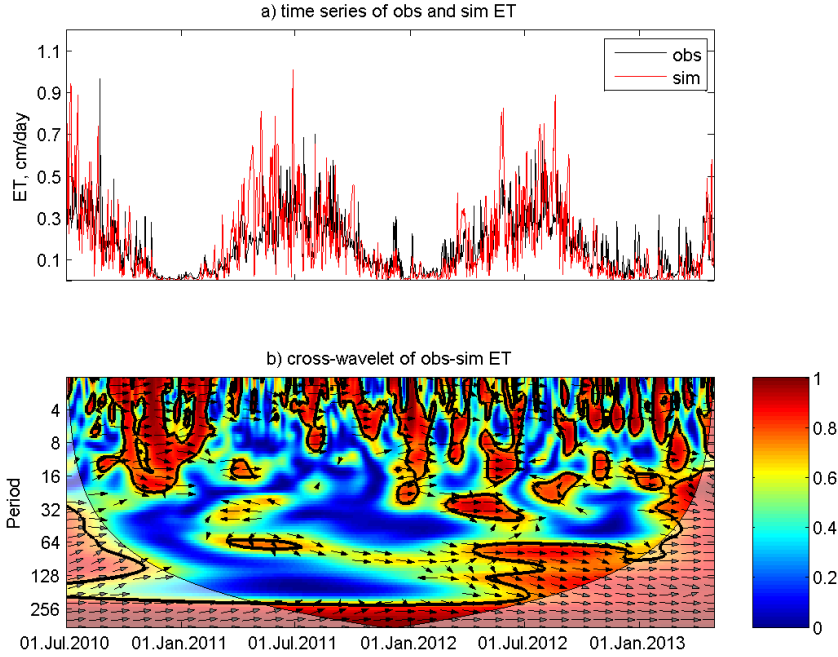 a) time series of obs and sim ET
1.1
0.9
0.7
0.5
0.3
0.1
ET, cm/day
obs
sim
b) cross-wavelet of obs-sim ET
4
8
16
32
64
128
256
Period
01.Jul.2010 01.Jan.2011 01.Jul.2011 01.Jan.2012 01.Jul.2012 01.Jan.2013
1
0.8
0.6
0.4
0.2
0